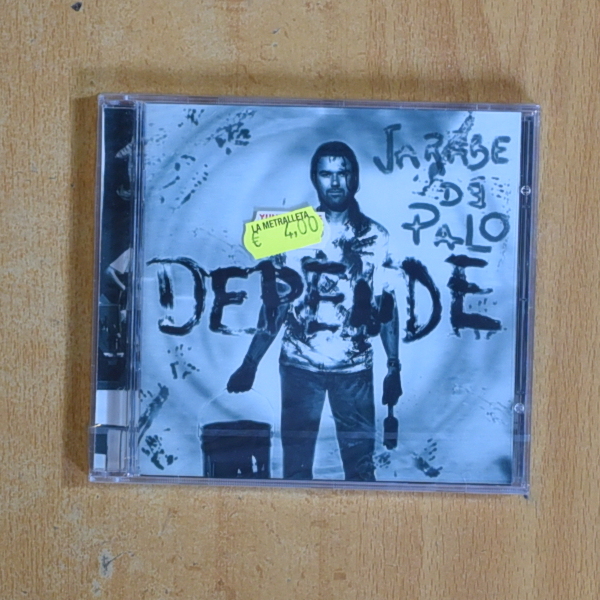 JARABE
DE
PALO
LA METRALLETA
€ 4,00
DEPENDE